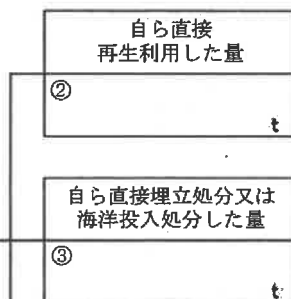 自ら直接
再生利用した量
②
t
自ら直接埋立処分又は
海洋投入処分した量
③
t